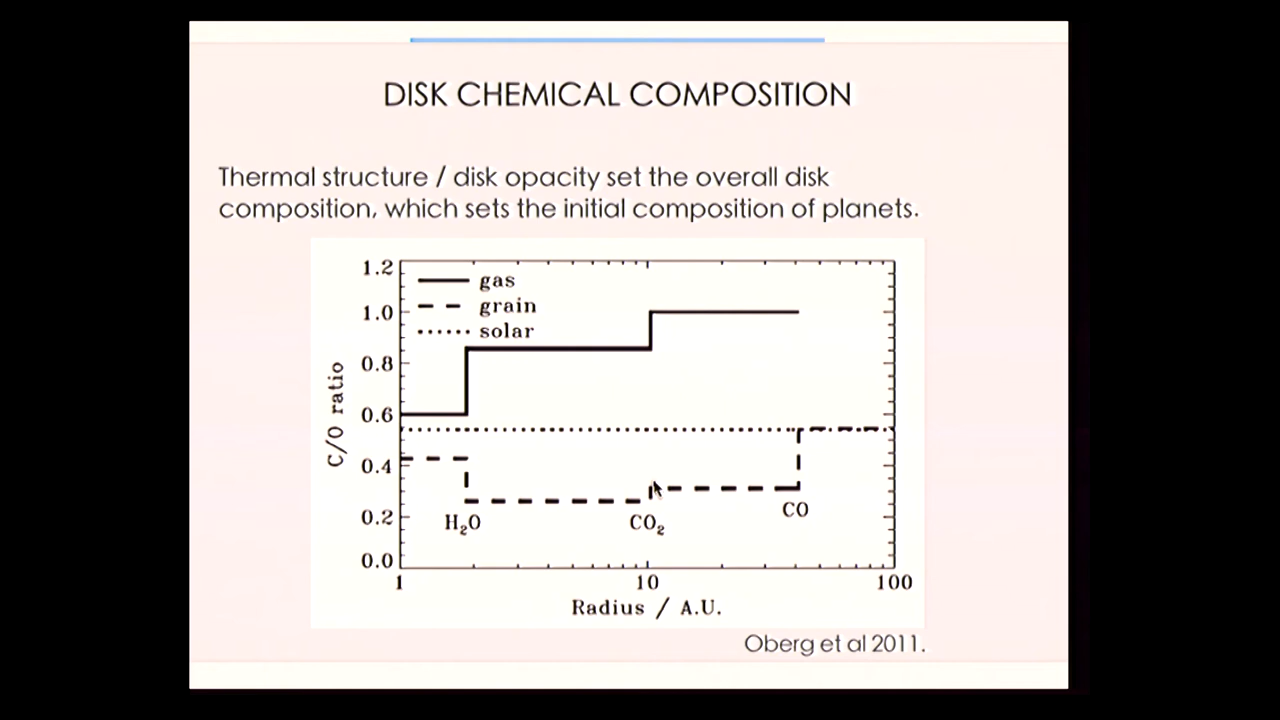 DISK CHEMICAL COMPOSITION
Thermal structure / disk opacity set the overall disk
composition, which sets the initial composition of planets.
1.2
1.0
0.8
0.6
0.4
0.2
0.0
C/O ratio
gas
grain
solar
H₂O
CO₂
CO
1
10
100
Radius / A.U.
Oberg et al 2011.